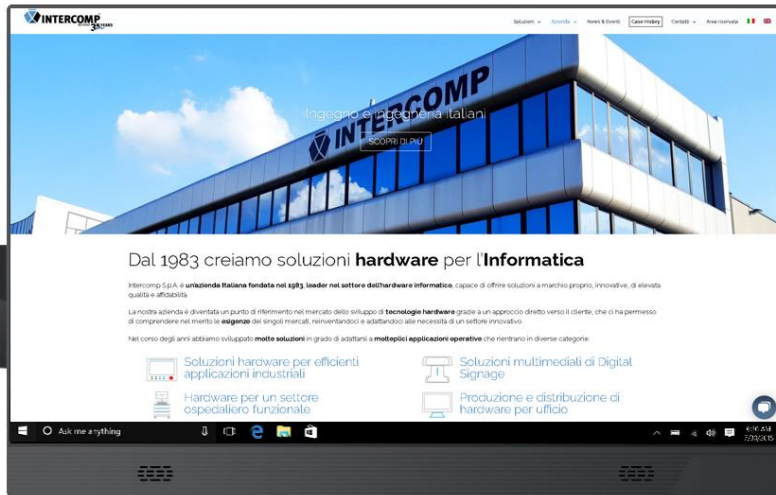 INTERCOMP
35 YEARS
Soluzioni Azienda News & Eventi Case History Contatti Area riservata
INTERCOMP
Ingegno e ingegneria italiani
SCOPRI DI PIÙ
Dal 1983 creiamo soluzioni hardware per l'Informatica
Intercomp S.p.A. è un'azienda Italiana fondata nel 1983, leader nel settore dell'hardware informatico, capace di offrire soluzioni a marchio proprio, innovative, di elevata
qualità e affidabilità.
La nostra azienda è diventata un punto di riferimento nel mercato dello sviluppo di tecnologie hardware grazie a un approccio diretto verso il cliente, che ci ha permesso
di comprendere nel merito le esigenze dei singoli mercati, reinventandoci e adattandoci alle necessità di un settore innovativo.
Nel corso degli anni abbiamo sviluppato molte soluzioni in grado di adattarsi a molteplici applicazioni operative che rientrano in diverse categorie:
Soluzioni hardware per efficienti
applicazioni industriali
Soluzioni multimediali di Digital
Signage
Hardware per un settore
ospedaliero funzionale
Produzione e distribuzione di
hardware per ufficio
Ask me anything
6:30 AM